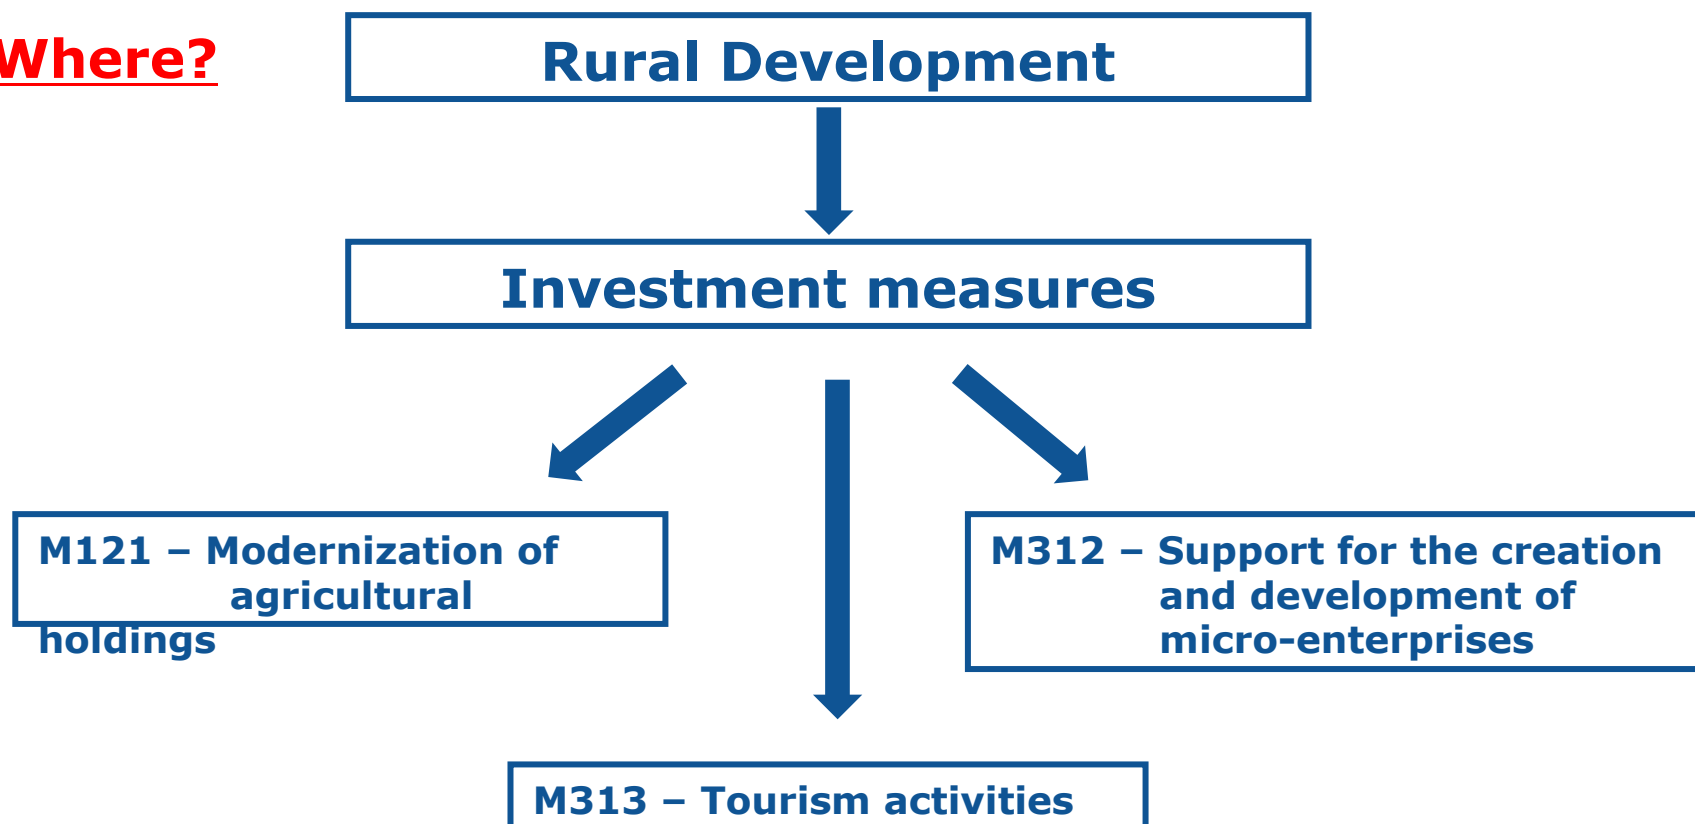 Where?
Rural Development
Investment measures
M121 – Modernization of
agricultural
holdings
M312 – Support for the creation
and development of
micro-enterprises
M313 – Tourism activities